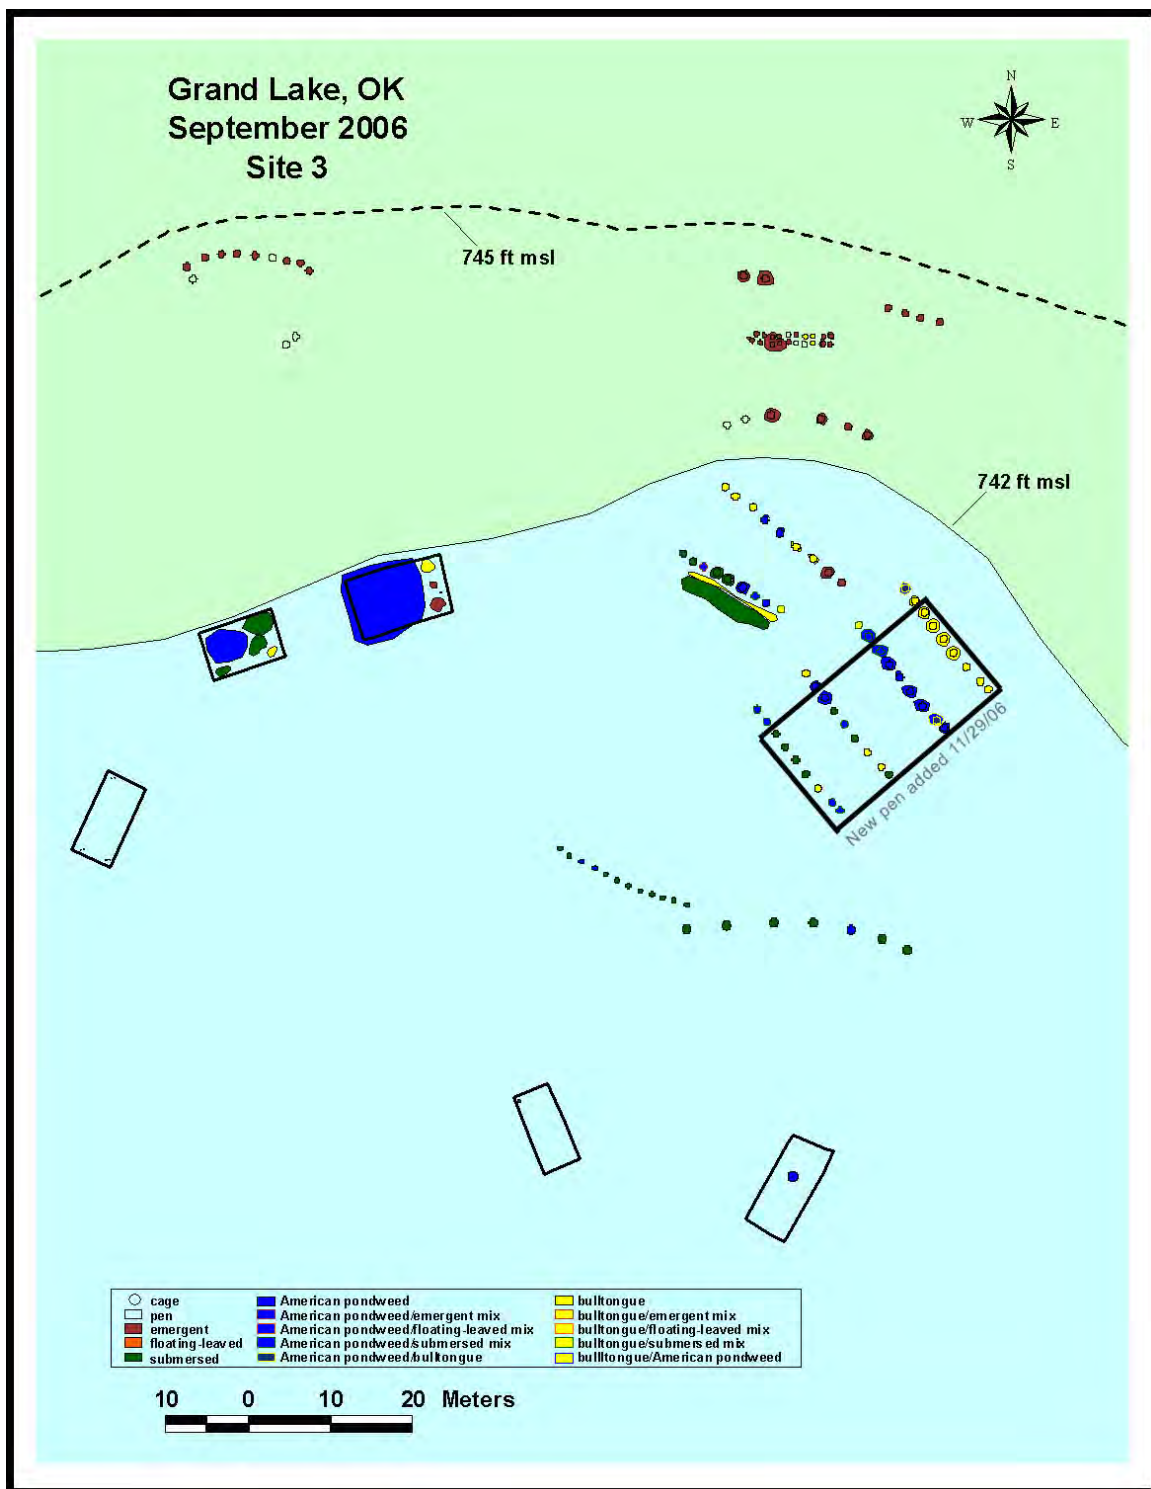 Grand Lake, OK
September 2006
Site 3
N
W E
S
745 ft msl
742 ft msl
New pen added 11/29/06
cage
pen
emergent
floating-leaved
submersed
American pondweed
American pondweed/emergent mix
American pondweed/floating-leaved mix
American pondweed/submersed mix
American pondweed/bulltongue
bulltongue
bulltongue/emergent mix
bulltongue/floating-leaved mix
bulltongue/submersed mix
bullltongue/American pondweed
10 0 10 20 Meters